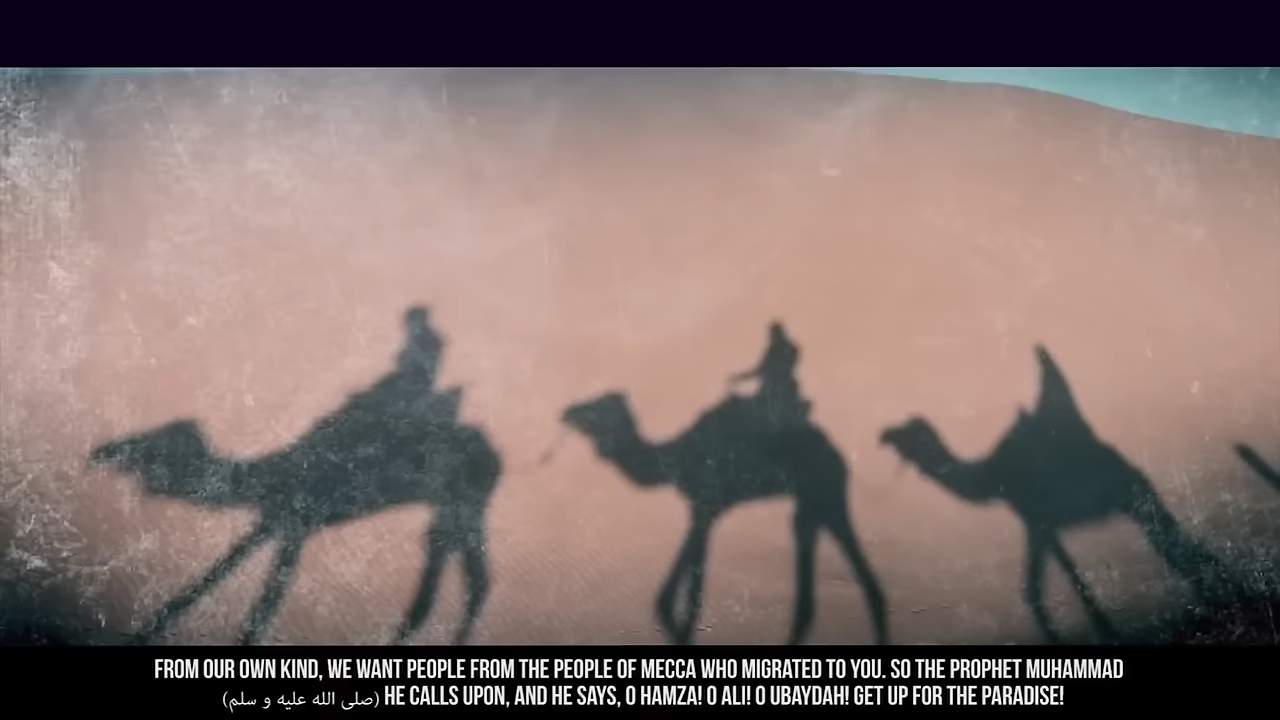 FROM OUR OWN KIND, WE WANT PEOPLE FROM THE PEOPLE OF MECCA WHO MIGRATED TO YOU. SO THE PROPHET MUHAMMAD
(صلى الله عليه و سلم) HE CALLS UPON, AND HE SAYS, O HAMZA! O ALI! O UBAYDAH! GET UP FOR THE PARADISE!